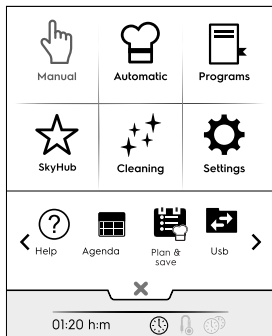 Manual Automatic Programs
SkyHub Cleaning Settings
Help Agenda Plan & save Usb
01:20 h:m